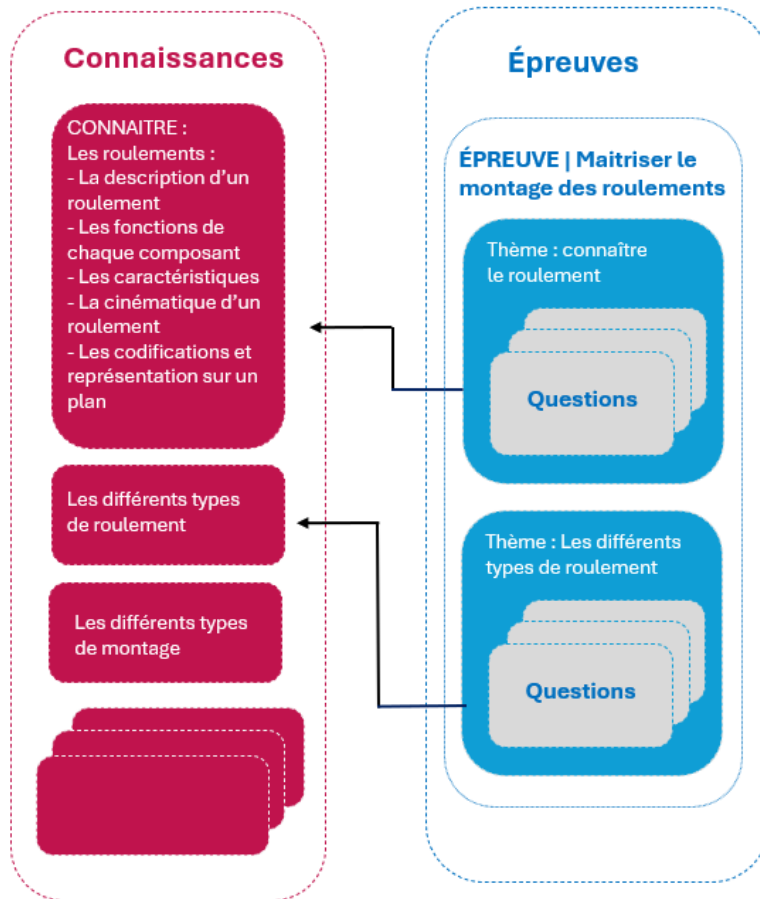 Connaissances
CONNAITRE :
Les roulements :
- La description d’un
roulement
- Les fonctions de
chaque composant
- Les caractéristiques
- La cinématique d’un
roulement
- Les codifications et
représentation sur un
plan
Les différents types
de roulement
Les différents types
de montage
Épreuves
ÉPREUVE | Maitriser le
montage des roulements
Thème : connaître
le roulement
Questions
Thème : Les différents
types de roulement
Questions